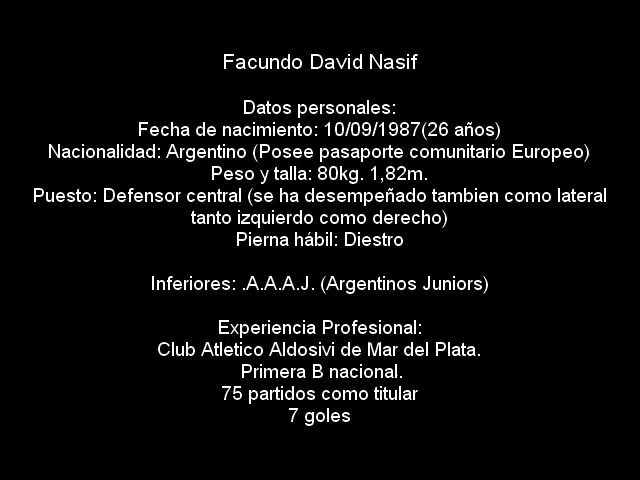 Facundo David Nasif
Datos personales:
Fecha de nacimiento: 10/09/1987(26 años)
Nacionalidad: Argentino (Posee pasaporte comunitario Europeo)
Peso y talla: 80kg. 1,82m.
Puesto: Defensor central (se ha desempeñado tambien como lateral
tanto izquierdo como derecho)
Pierna hábil: Diestro
Inferiores: .A.A.A.J. (Argentinos Juniors)
Experiencia Profesional:
Club Atletico Aldosivi de Mar del Plata.
Primera B nacional.
75 partidos como titular
7 goles